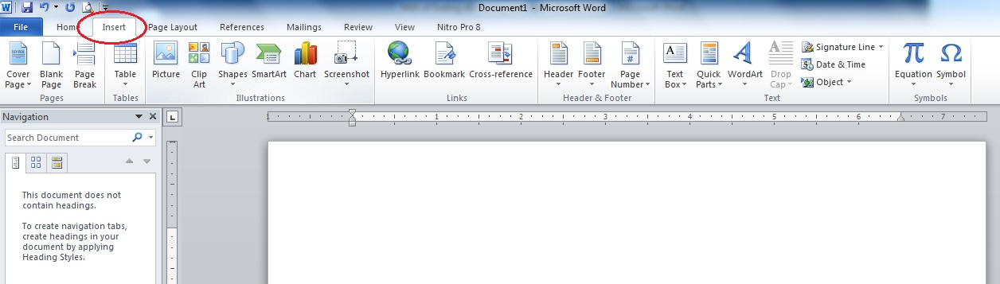 Document1 - Microsoft Word
File Home Insert Page Layout References Mailings Review View Nitro Pro 8
Cover Page
Blank Page
Page Break
Table
Picture
Clip Art
Shapes
SmartArt
Chart
Screenshot
Hyperlink
Bookmark
Cross-reference
Header
Footer
Page Number
Text Box
Quick Parts
WordArt
Drop Cap
Signature Line
Date & Time
Object
Equation
Symbol
Pages Tables Illustrations Links Header & Footer Text Symbols
Navigation
L 1 1 2 3 4 5 6 7
Search Document
This document does not
contain headings.
To create navigation tabs,
create headings in your
document by applying
Heading Styles.